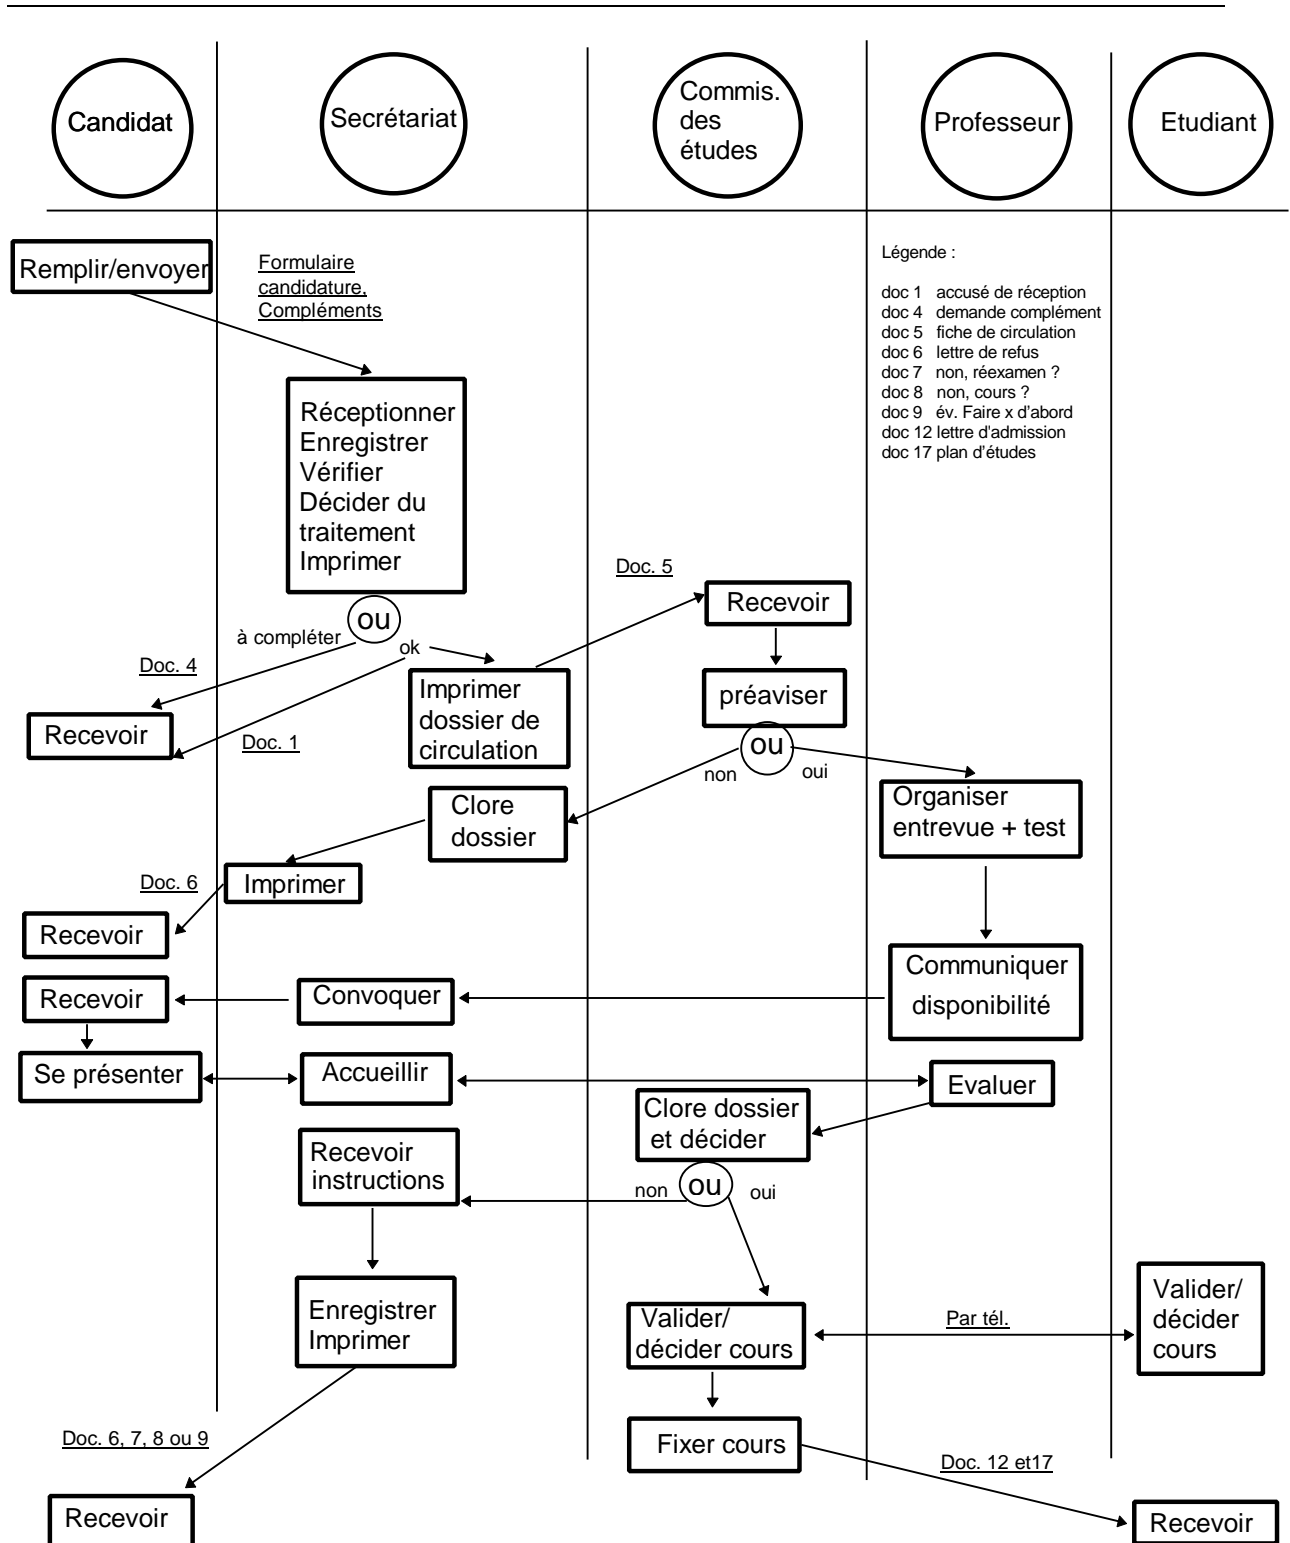 Candidat
Secrétariat
Commis.
des
études
Professeur
Etudiant
Remplir/envoyer
Formulaire
candidature,
Compléments
Légende :
doc 1 accusé de réception
doc 4 demande complément
doc 5 fiche de circulation
doc 6 lettre de refus
doc 7 non, réexamen ?
doc 8 non, cours ?
doc 9 év. Faire x d'abord
doc 12 lettre d'admission
doc 17 plan d'études
Réceptionner
Enregistrer
Vérifier
Décider du
traitement
Imprimer
Doc. 5
Recevoir
ou
à compléter
ok
Doc. 4
Imprimer
dossier de
circulation
préaviser
Recevoir
Doc. 1
ou
non
oui
Organiser
entrevue + test
Clore
dossier
Doc. 6
Imprimer
Recevoir
Communiquer
disponibilité
Recevoir
Convoquer
Se présenter
Accueillir
Evaluer
Clore dossier
et décider
Recevoir
instructions
non
ou
oui
Enregistrer
Imprimer
Valider/
décider cours
Par tél.
Valider/
décider
cours
Doc. 6, 7, 8 ou 9
Fixer cours
Doc. 12 et17
Recevoir
Recevoir